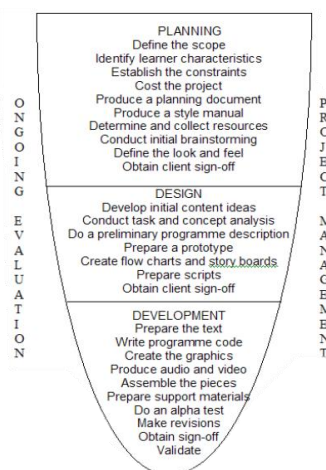 PLANNING
Define the scope
Identify learner characteristics
Establish the constraints
Cost the project
Produce a planning document
Produce a style manual
Determine and collect resources
Conduct initial brainstorming
Define the look and feel
Obtain client sign-off
DESIGN
Develop initial content ideas
Conduct task and concept analysis
Do a preliminary programme description
Prepare a prototype
Create flow charts and story boards
Prepare scripts
Obtain client sign-off
DEVELOPMENT
Prepare the text
Write programme code
Create the graphics
Produce audio and video
Assemble the pieces
Prepare support materials
Do an alpha test
Make revisions
Obtain sign-off
Validate
ONGOING EVALUATION
PROJECT MANAGEMENT